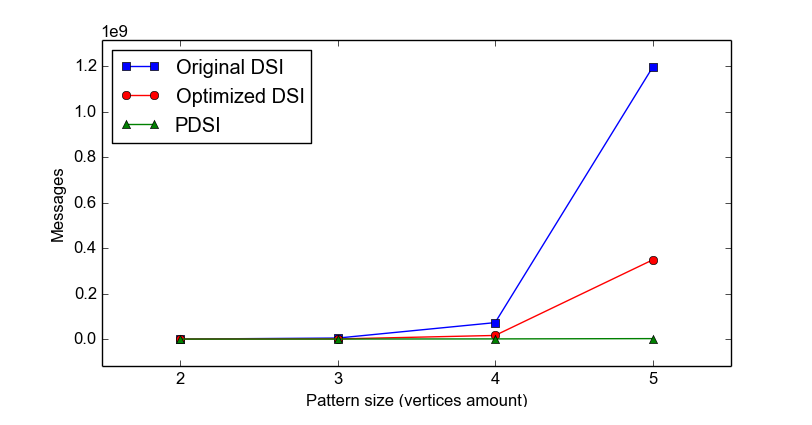 1e9
1.2
1.0
0.8
0.6
0.4
0.2
0.0
Messages
Original DSI
Optimized DSI
PDSI
2 3 4 5
Pattern size (vertices amount)